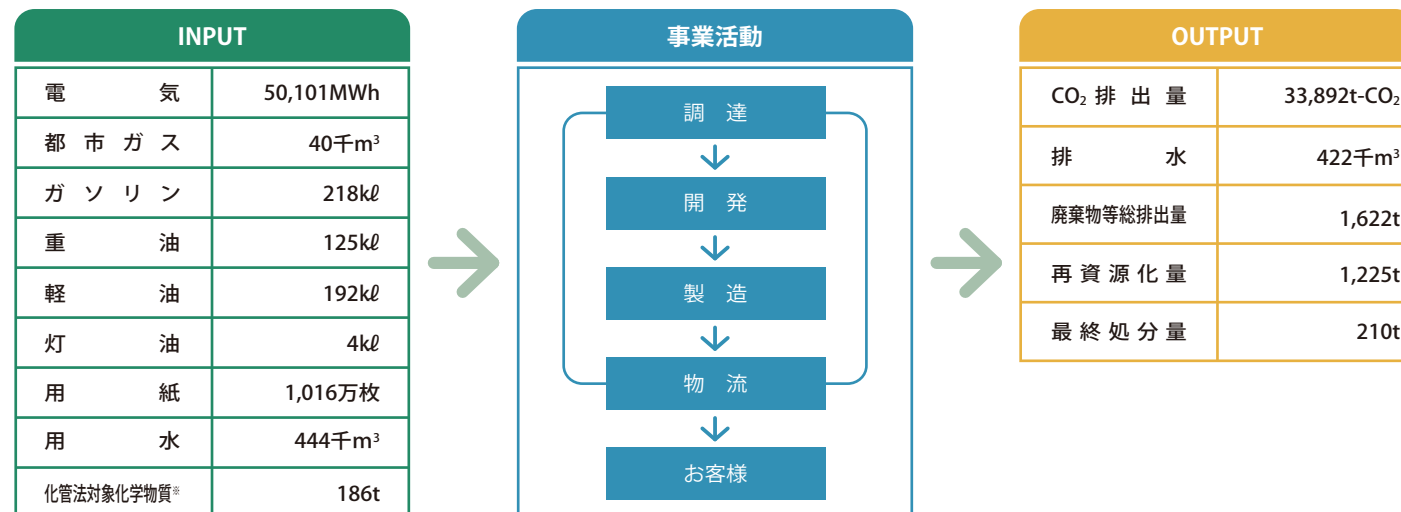 INPUT
電気 50,101MWh
都市ガス 40千m³
ガソリン 218kℓ
重油 125kℓ
軽油 192kℓ
灯油 4kℓ
用紙 1,016万枚
用水 444千m³
化管法対象化学物質※ 186t
事業活動
調達
開発
製造
物流
お客様
OUTPUT
CO₂排出量 33,892t-CO₂
排水 422千m³
廃棄物等総排出量 1,622t
再資源化量 1,225t
最終処分量 210t